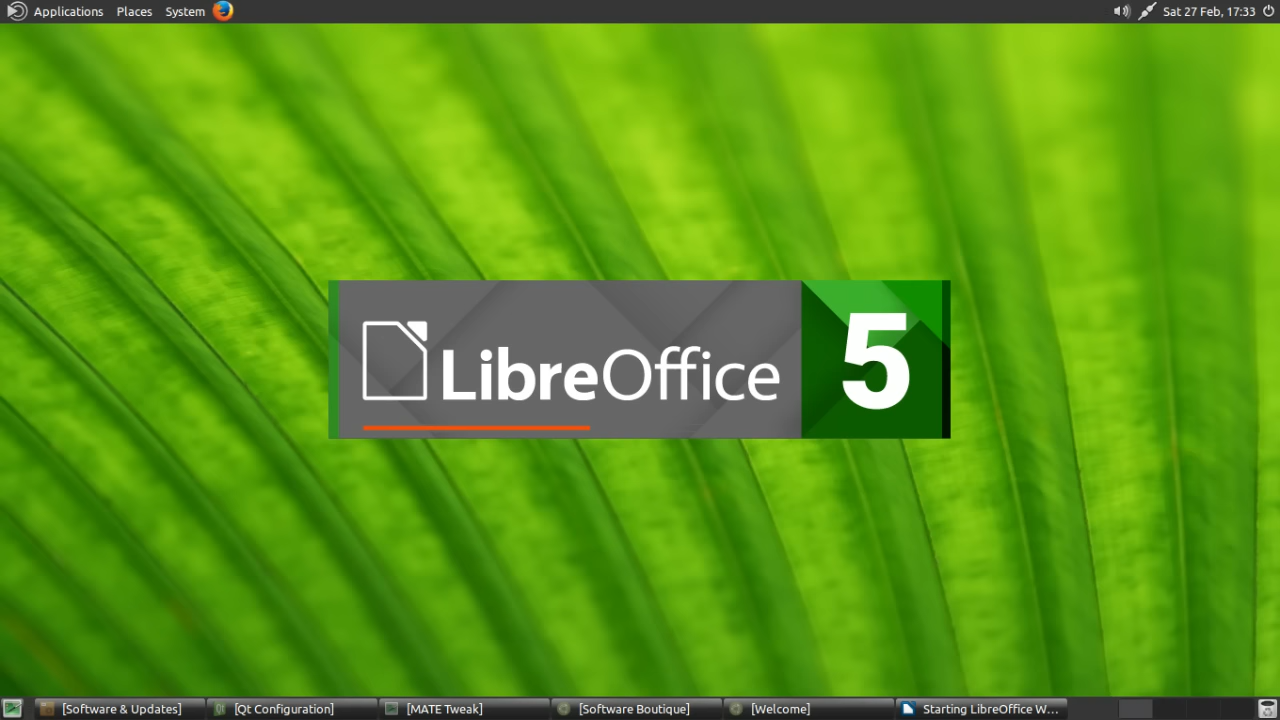 Applications Places System Sat 27 Feb, 17:33
LibreOffice 5
[Software & Updates] [Qt Configuration] [MATE Tweak] [Software Boutique] [Welcome] Starting LibreOffice W...